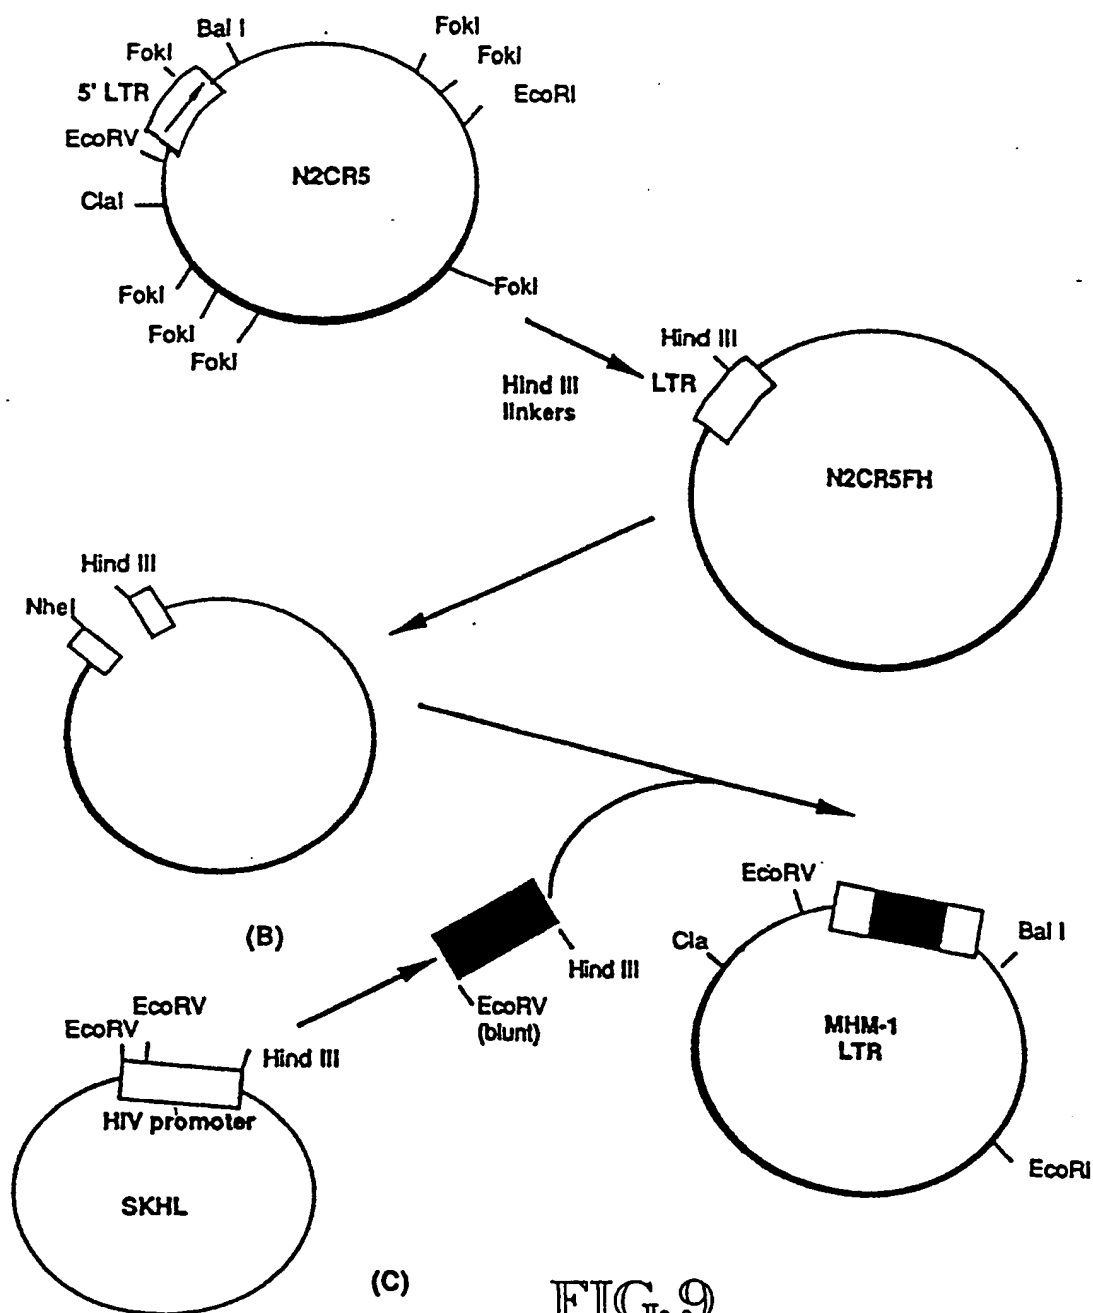 Bal I
FokI
5' LTR
EcoRV
ClaI
FokI
FokI
EcoRI
N2CR5
FokI
FokI
FokI
FokI
Hind III
linkers
Hind III
LTR
N2CR5FH
Hind III
NheI
(B)
EcoRV
(blunt)
Hind III
EcoRV
Cla
Bal I
MHM-1
LTR
EcoRI
EcoRV
EcoRV
Hind III
HIV promoter
SKHL
(C)
FIG. 9